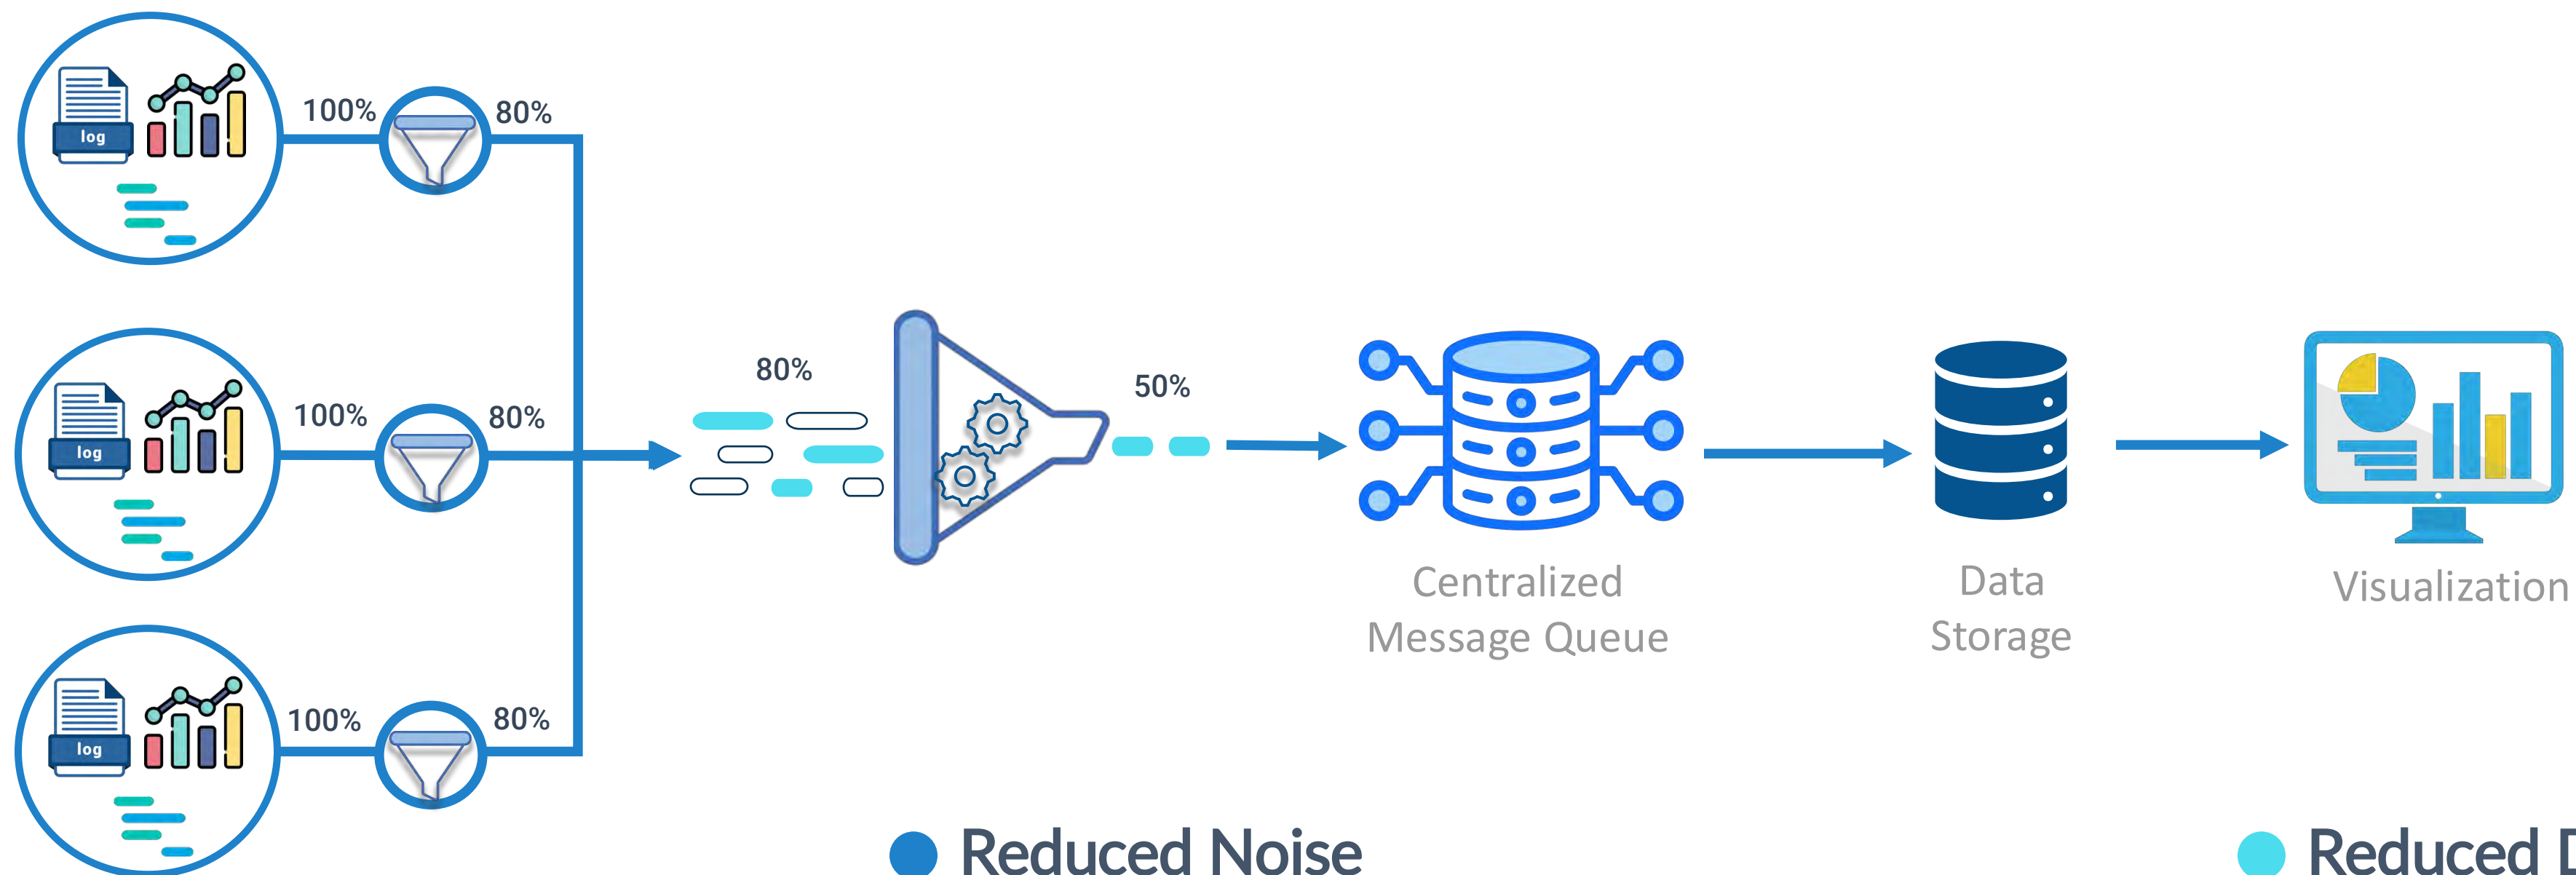 100%
80%
log
100%
80%
log
80%
50%
Centralized
Message Queue
Data
Storage
Visualization
100%
80%
log
Reduced Noise
Reduced